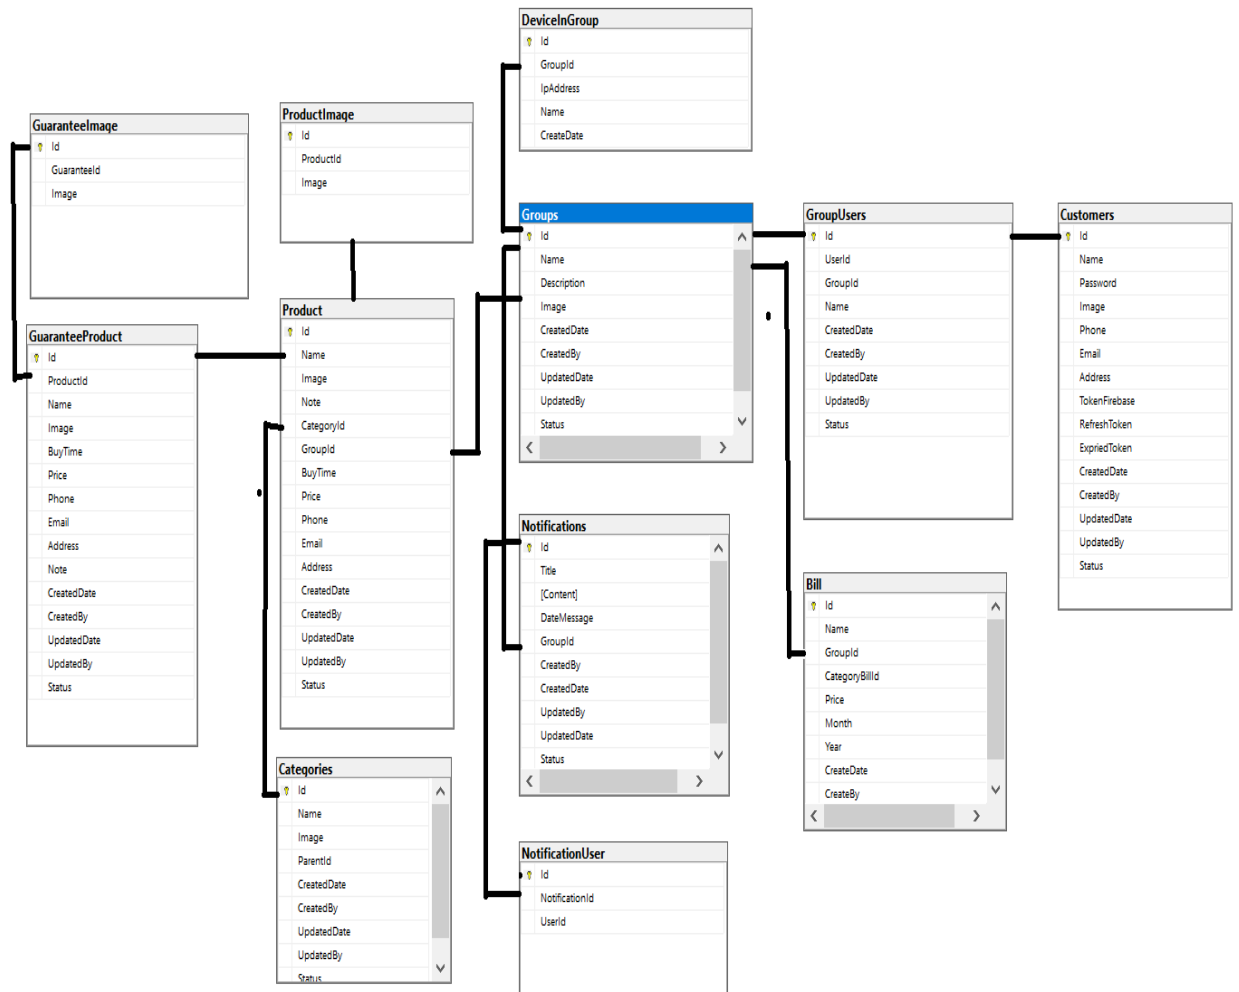 DeviceInGroup
Id
GroupId
IpAddress
Name
CreateDate
GuaranteeImage
Id
GuaranteeId
Image
ProductImage
Id
ProductId
Image
Groups
Id
Name
Description
Image
CreatedDate
CreatedBy
UpdatedDate
UpdatedBy
Status
GroupUsers
Id
UserId
GroupId
Name
CreatedDate
CreatedBy
UpdatedDate
UpdatedBy
Status
Customers
Id
Name
Password
Image
Phone
Email
Address
TokenFirebase
RefreshToken
ExpriedToken
CreatedDate
CreatedBy
UpdatedDate
UpdatedBy
Status
GuaranteeProduct
Id
ProductId
Name
Image
BuyTime
Price
Phone
Email
Address
Note
CreatedDate
CreatedBy
UpdatedDate
UpdatedBy
Status
Product
Id
Name
Image
Note
CategoryId
GroupId
BuyTime
Price
Phone
Email
Address
CreatedDate
CreatedBy
UpdatedDate
UpdatedBy
Status
Notifications
Id
Title
[Content]
DateMessage
GroupId
CreatedBy
CreatedDate
UpdatedBy
UpdatedDate
Status
Bill
Id
Name
GroupId
CategoryBillId
Price
Month
Year
CreateDate
CreateBy
Categories
Id
Name
Image
ParentId
CreatedDate
CreatedBy
UpdatedDate
UpdatedBy
Status
NotificationUser
Id
NotificationId
UserId